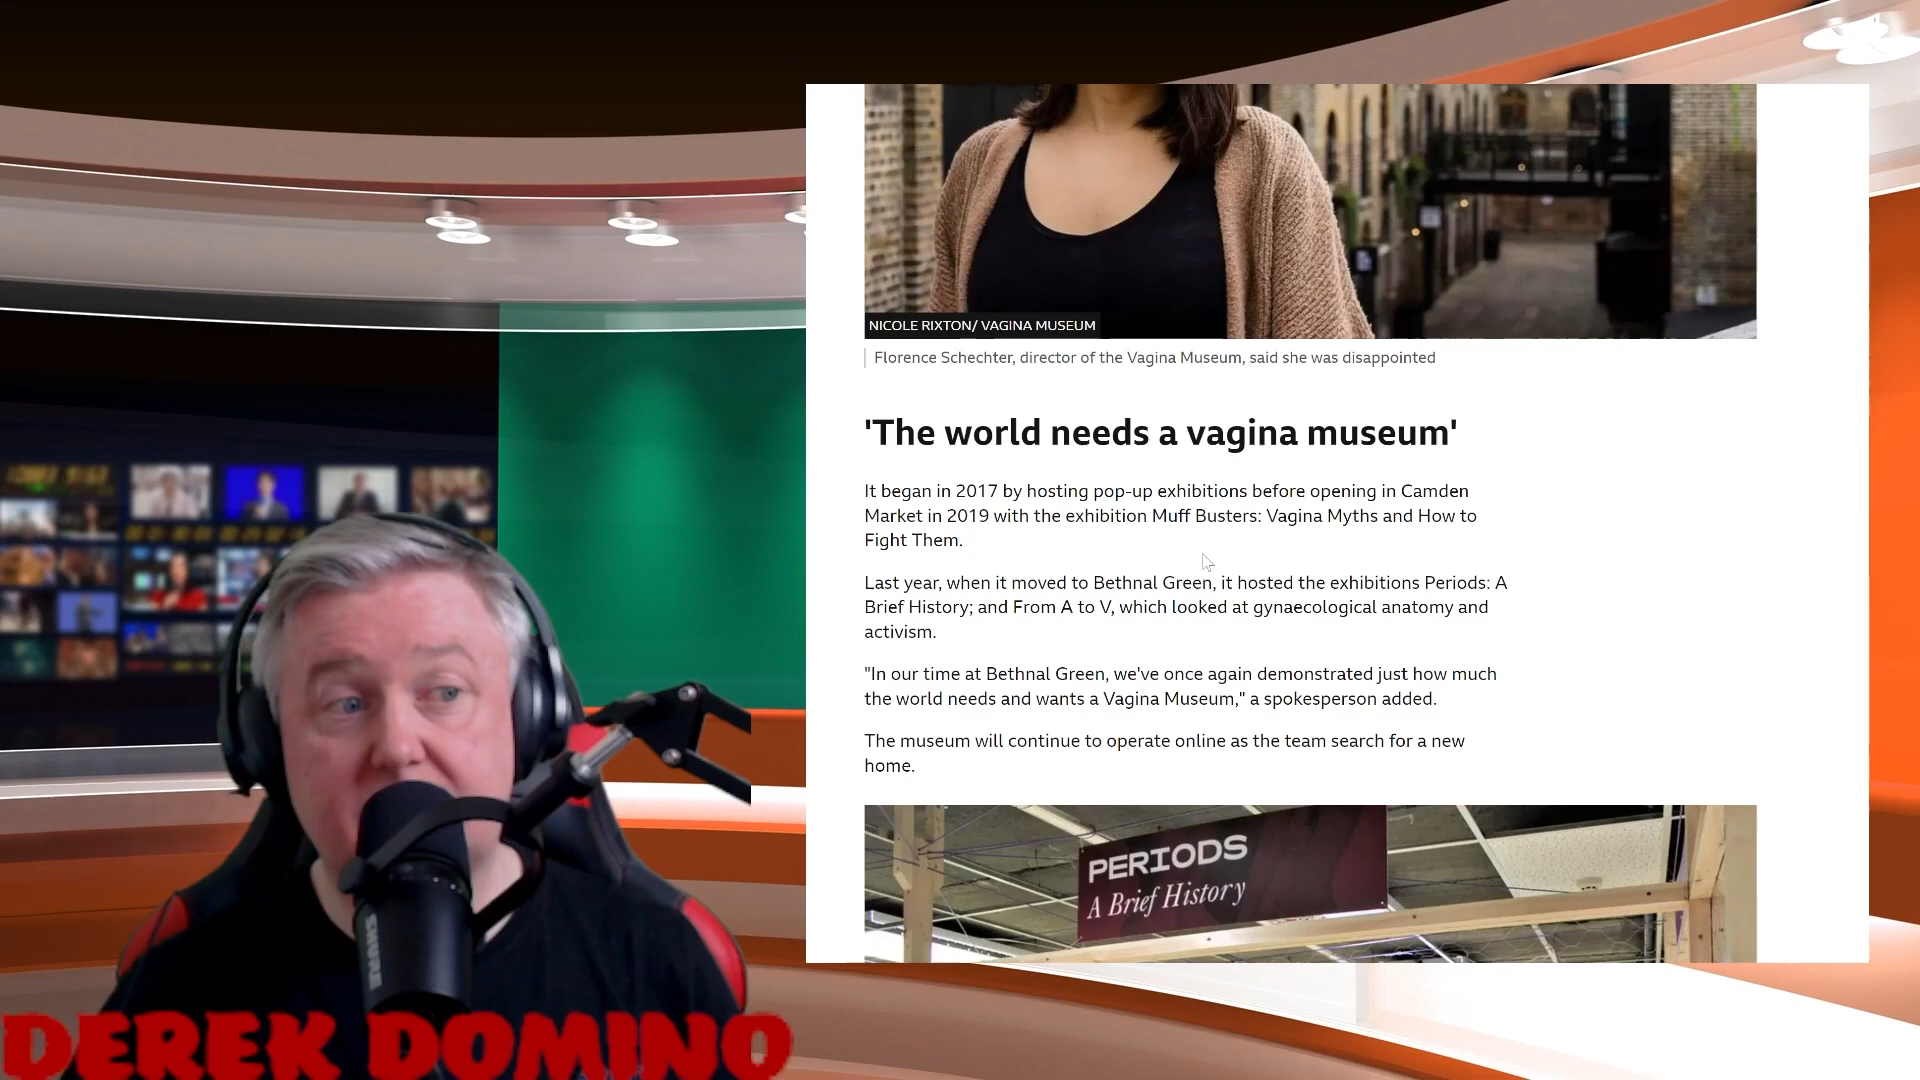 NICOLE RIXTON/ VAGINA MUSEUM
Florence Schechter, director of the Vagina Museum, said she was disappointed
'The world needs a vagina museum'
It began in 2017 by hosting pop-up exhibitions before opening in Camden
Market in 2019 with the exhibition Muff Busters: Vagina Myths and How to
Fight Them.
Last year, when it moved to Bethnal Green, it hosted the exhibitions Periods: A
Brief History; and From A to V, which looked at gynaecological anatomy and
activism.
"In our time at Bethnal Green, we've once again demonstrated just how much
the world needs and wants a Vagina Museum," a spokesperson added.
The museum will continue to operate online as the team search for a new
home.
PERIODS
A Brief History
SHURE
DEREK DOMINO